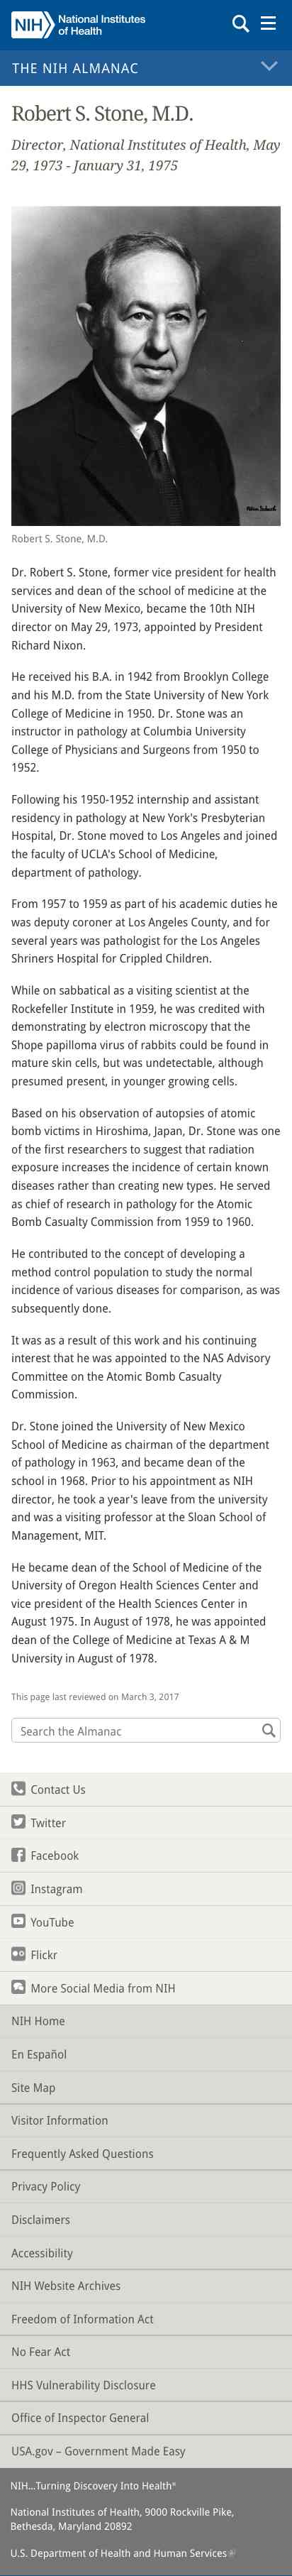 NIH National Institutes
of Health
THE NIH ALMANAC
Robert S. Stone, M.D.
Director, National Institutes of Health, May
29, 1973 - January 31, 1975
Robert S. Stone, M.D.
Dr. Robert S. Stone, former vice president for health
services and dean of the school of medicine at the
University of New Mexico, became the 10th NIH
director on May 29, 1973, appointed by President
Richard Nixon.
He received his B.A. in 1942 from Brooklyn College
and his M.D. from the State University of New York
College of Medicine in 1950. Dr. Stone was an
instructor in pathology at Columbia University
College of Physicians and Surgeons from 1950 to
1952.
Following his 1950-1952 internship and assistant
residency in pathology at New York's Presbyterian
Hospital, Dr. Stone moved to Los Angeles and joined
the faculty of UCLA's School of Medicine,
department of pathology.
From 1957 to 1959 as part of his academic duties he
was deputy coroner at Los Angeles County, and for
several years was pathologist for the Los Angeles
Shriners Hospital for Crippled Children.
While on sabbatical as a visiting scientist at the
Rockefeller Institute in 1959, he was credited with
demonstrating by electron microscopy that the
Shope papilloma virus of rabbits could be found in
mature skin cells, but was undetectable, although
presumed present, in younger growing cells.
Based on his observation of autopsies of atomic
bomb victims in Hiroshima, Japan, Dr. Stone was one
of the first researchers to suggest that radiation
exposure increases the incidence of certain known
diseases rather than creating new types. He served
as chief of research in pathology for the Atomic
Bomb Casualty Commission from 1959 to 1960.
He contributed to the concept of developing a
method control population to study the normal
incidence of various diseases for comparison, as was
subsequently done.
It was as a result of this work and his continuing
interest that he was appointed to the NAS Advisory
Committee on the Atomic Bomb Casualty
Commission.
Dr. Stone joined the University of New Mexico
School of Medicine as chairman of the department
of pathology in 1963, and became dean of the
school in 1968. Prior to his appointment as NIH
director, he took a year's leave from the university
and was a visiting professor at the Sloan School of
Management, MIT.
He became dean of the School of Medicine of the
University of Oregon Health Sciences Center and
vice president of the Health Sciences Center in
August 1975. In August of 1978, he was appointed
dean of the College of Medicine at Texas A & M
University in August of 1978.
This page last reviewed on March 3, 2017
Search the Almanac
Contact Us
Twitter
Facebook
Instagram
YouTube
Flickr
More Social Media from NIH
NIH Home
En Español
Site Map
Visitor Information
Frequently Asked Questions
Privacy Policy
Disclaimers
Accessibility
NIH Website Archives
Freedom of Information Act
No Fear Act
HHS Vulnerability Disclosure
Office of Inspector General
USA.gov – Government Made Easy
NIH...Turning Discovery Into Health®
National Institutes of Health, 9000 Rockville Pike,
Bethesda, Maryland 20892
U.S. Department of Health and Human Services